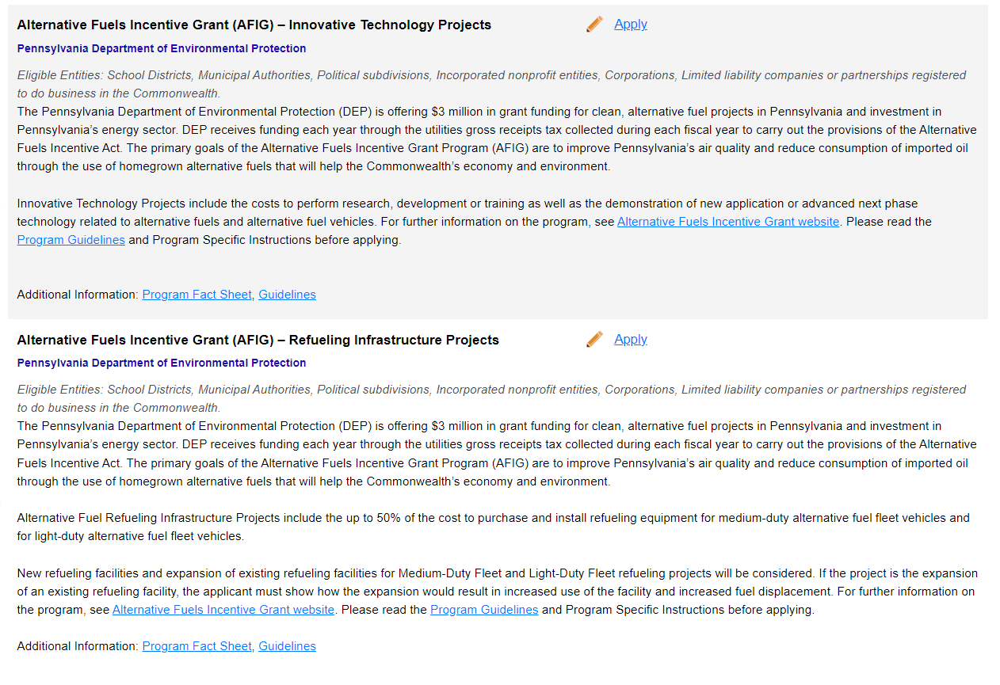 Alternative Fuels Incentive Grant (AFIG) – Innovative Technology Projects
Apply
Pennsylvania Department of Environmental Protection
Eligible Entities: School Districts, Municipal Authorities, Political subdivisions, Incorporated nonprofit entities, Corporations, Limited liability companies or partnerships registered
to do business in the Commonwealth.
The Pennsylvania Department of Environmental Protection (DEP) is offering $3 million in grant funding for clean, alternative fuel projects in Pennsylvania and investment in
Pennsylvania’s energy sector. DEP receives funding each year through the utilities gross receipts tax collected during each fiscal year to carry out the provisions of the Alternative
Fuels Incentive Act. The primary goals of the Alternative Fuels Incentive Grant Program (AFIG) are to improve Pennsylvania’s air quality and reduce consumption of imported oil
through the use of homegrown alternative fuels that will help the Commonwealth’s economy and environment.
Innovative Technology Projects include the costs to perform research, development or training as well as the demonstration of new application or advanced next phase
technology related to alternative fuels and alternative fuel vehicles. For further information on the program, see Alternative Fuels Incentive Grant website. Please read the
Program Guidelines and Program Specific Instructions before applying.
Additional Information: Program Fact Sheet, Guidelines
Alternative Fuels Incentive Grant (AFIG) – Refueling Infrastructure Projects
Apply
Pennsylvania Department of Environmental Protection
Eligible Entities: School Districts, Municipal Authorities, Political subdivisions, Incorporated nonprofit entities, Corporations, Limited liability companies or partnerships registered
to do business in the Commonwealth.
The Pennsylvania Department of Environmental Protection (DEP) is offering $3 million in grant funding for clean, alternative fuel projects in Pennsylvania and investment in
Pennsylvania’s energy sector. DEP receives funding each year through the utilities gross receipts tax collected during each fiscal year to carry out the provisions of the Alternative
Fuels Incentive Act. The primary goals of the Alternative Fuels Incentive Grant Program (AFIG) are to improve Pennsylvania’s air quality and reduce consumption of imported oil
through the use of homegrown alternative fuels that will help the Commonwealth’s economy and environment.
Alternative Fuel Refueling Infrastructure Projects include the up to 50% of the cost to purchase and install refueling equipment for medium-duty alternative fuel fleet vehicles and
for light-duty alternative fuel fleet vehicles.
New refueling facilities and expansion of existing refueling facilities for Medium-Duty Fleet and Light-Duty Fleet refueling projects will be considered. If the project is the expansion
of an existing refueling facility, the applicant must show how the expansion would result in increased use of the facility and increased fuel displacement. For further information on
the program, see Alternative Fuels Incentive Grant website. Please read the Program Guidelines and Program Specific Instructions before applying.
Additional Information: Program Fact Sheet, Guidelines